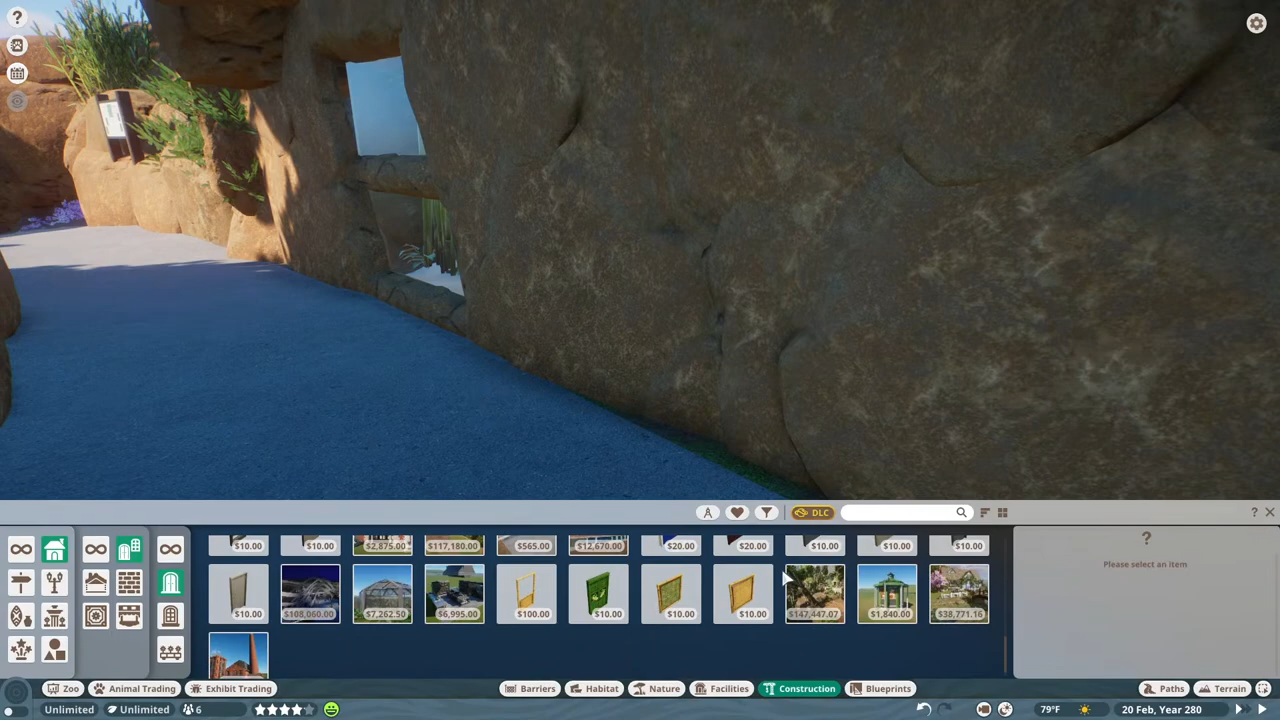 ?
DLC
?
$10.00 $10.00 $2,875.00 $117,180.00 $565.00 $12,670.00 $20.00 $20.00 $10.00 $10.00 $10.00
?
Please select an item
$10.00 $108,060.00 $7,262.50 $6,995.00 $100.00 $10.00 $10.00 $10.00 $147,447.07 $1,840.00 $38,771.16
Zoo Animal Trading Exhibit Trading Barriers Habitat Nature Facilities Construction Blueprints Paths Terrain
Unlimited Unlimited 6 79°F 20 Feb, Year 280